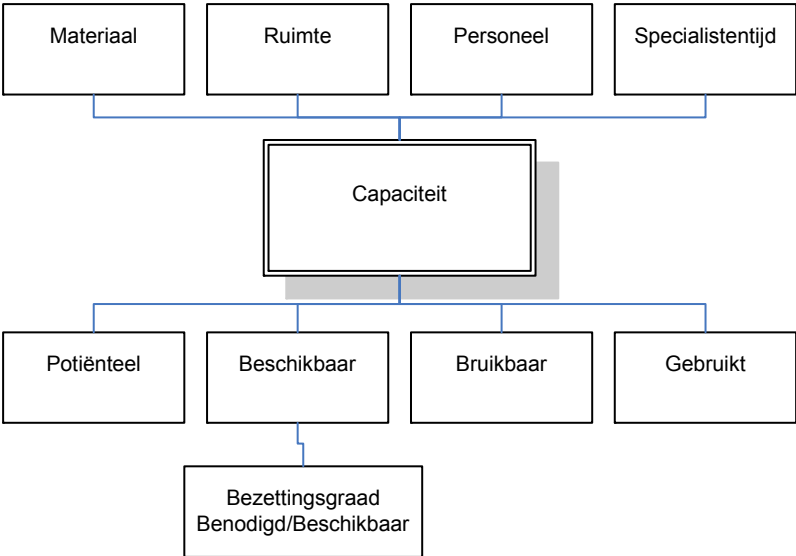 Materiaal
Ruimte
Personeel
Specialistentijd
Capaciteit
Potiënteel
Beschikbaar
Bruikbaar
Gebruikt
Bezettingsgraad
Benodigd/Beschikbaar